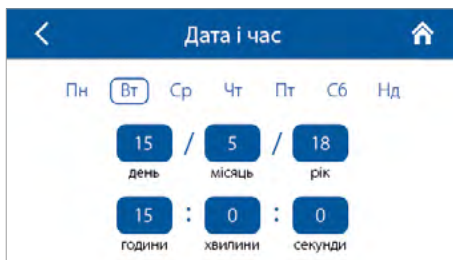 Дата і час
Пн Вт Ср Чт Пт Сб Нд
15 / 5 / 18
день місяць рік
15 : 0 : 0
години хвилини секунди